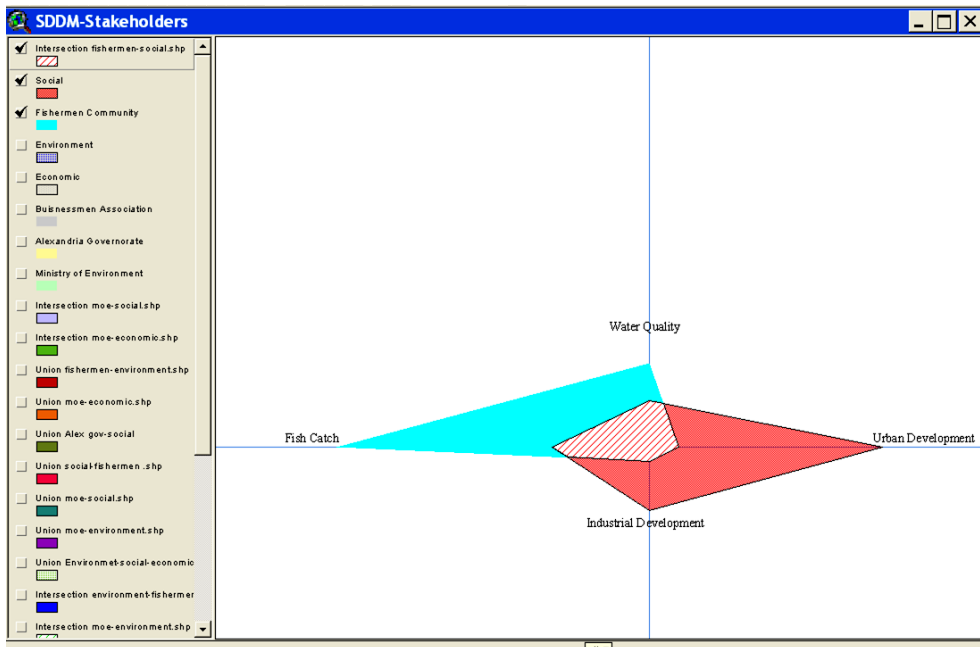 SDDM-Stakeholders
Intersection fishermen-social.shp
Social
Fishermen Community
Environment
Economic
Buisnessmen Association
Alexandria Governorate
Ministry of Environment
Intersection moe-social.shp
Intersection moe-economic.shp
Union fishermen-environment.shp
Union moe-economic.shp
Union Alex gov-social
Union social-fishermen .shp
Union moe-social.shp
Union moe-environment.shp
Union Environmet-social-economic
Intersection environment-fishermer
Intersection moe-environment.shp
Water Quality
Fish Catch
Urban Development
Industrial Development